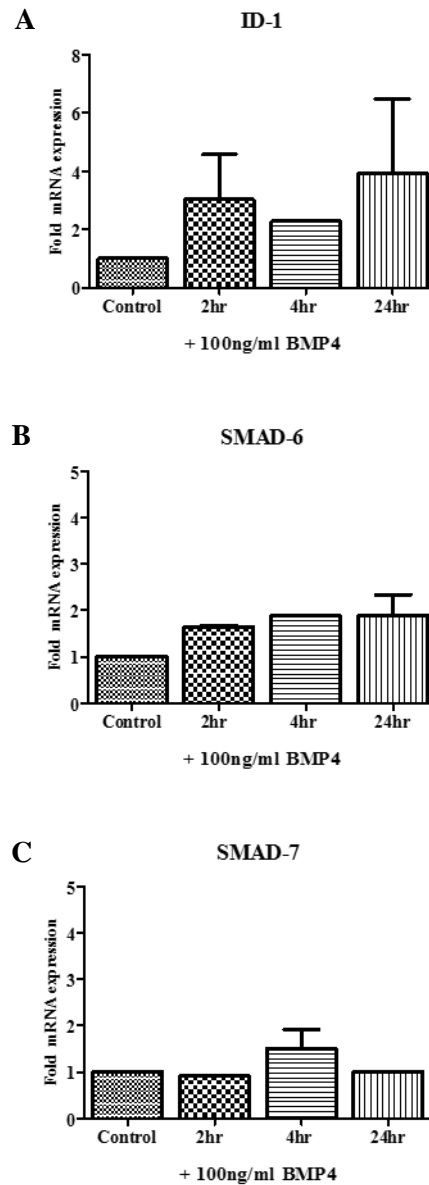 A
ID-1
Fold mRNA expression
8
6
4
2
0
Control 2hr 4hr 24hr
+ 100ng/ml BMP4
B
SMAD-6
Fold mRNA expression
5
4
3
2
1
0
Control 2hr 4hr 24hr
+ 100ng/ml BMP4
C
SMAD-7
Fold mRNA expression
5
4
3
2
1
0
Control 2hr 4hr 24hr
+ 100ng/ml BMP4